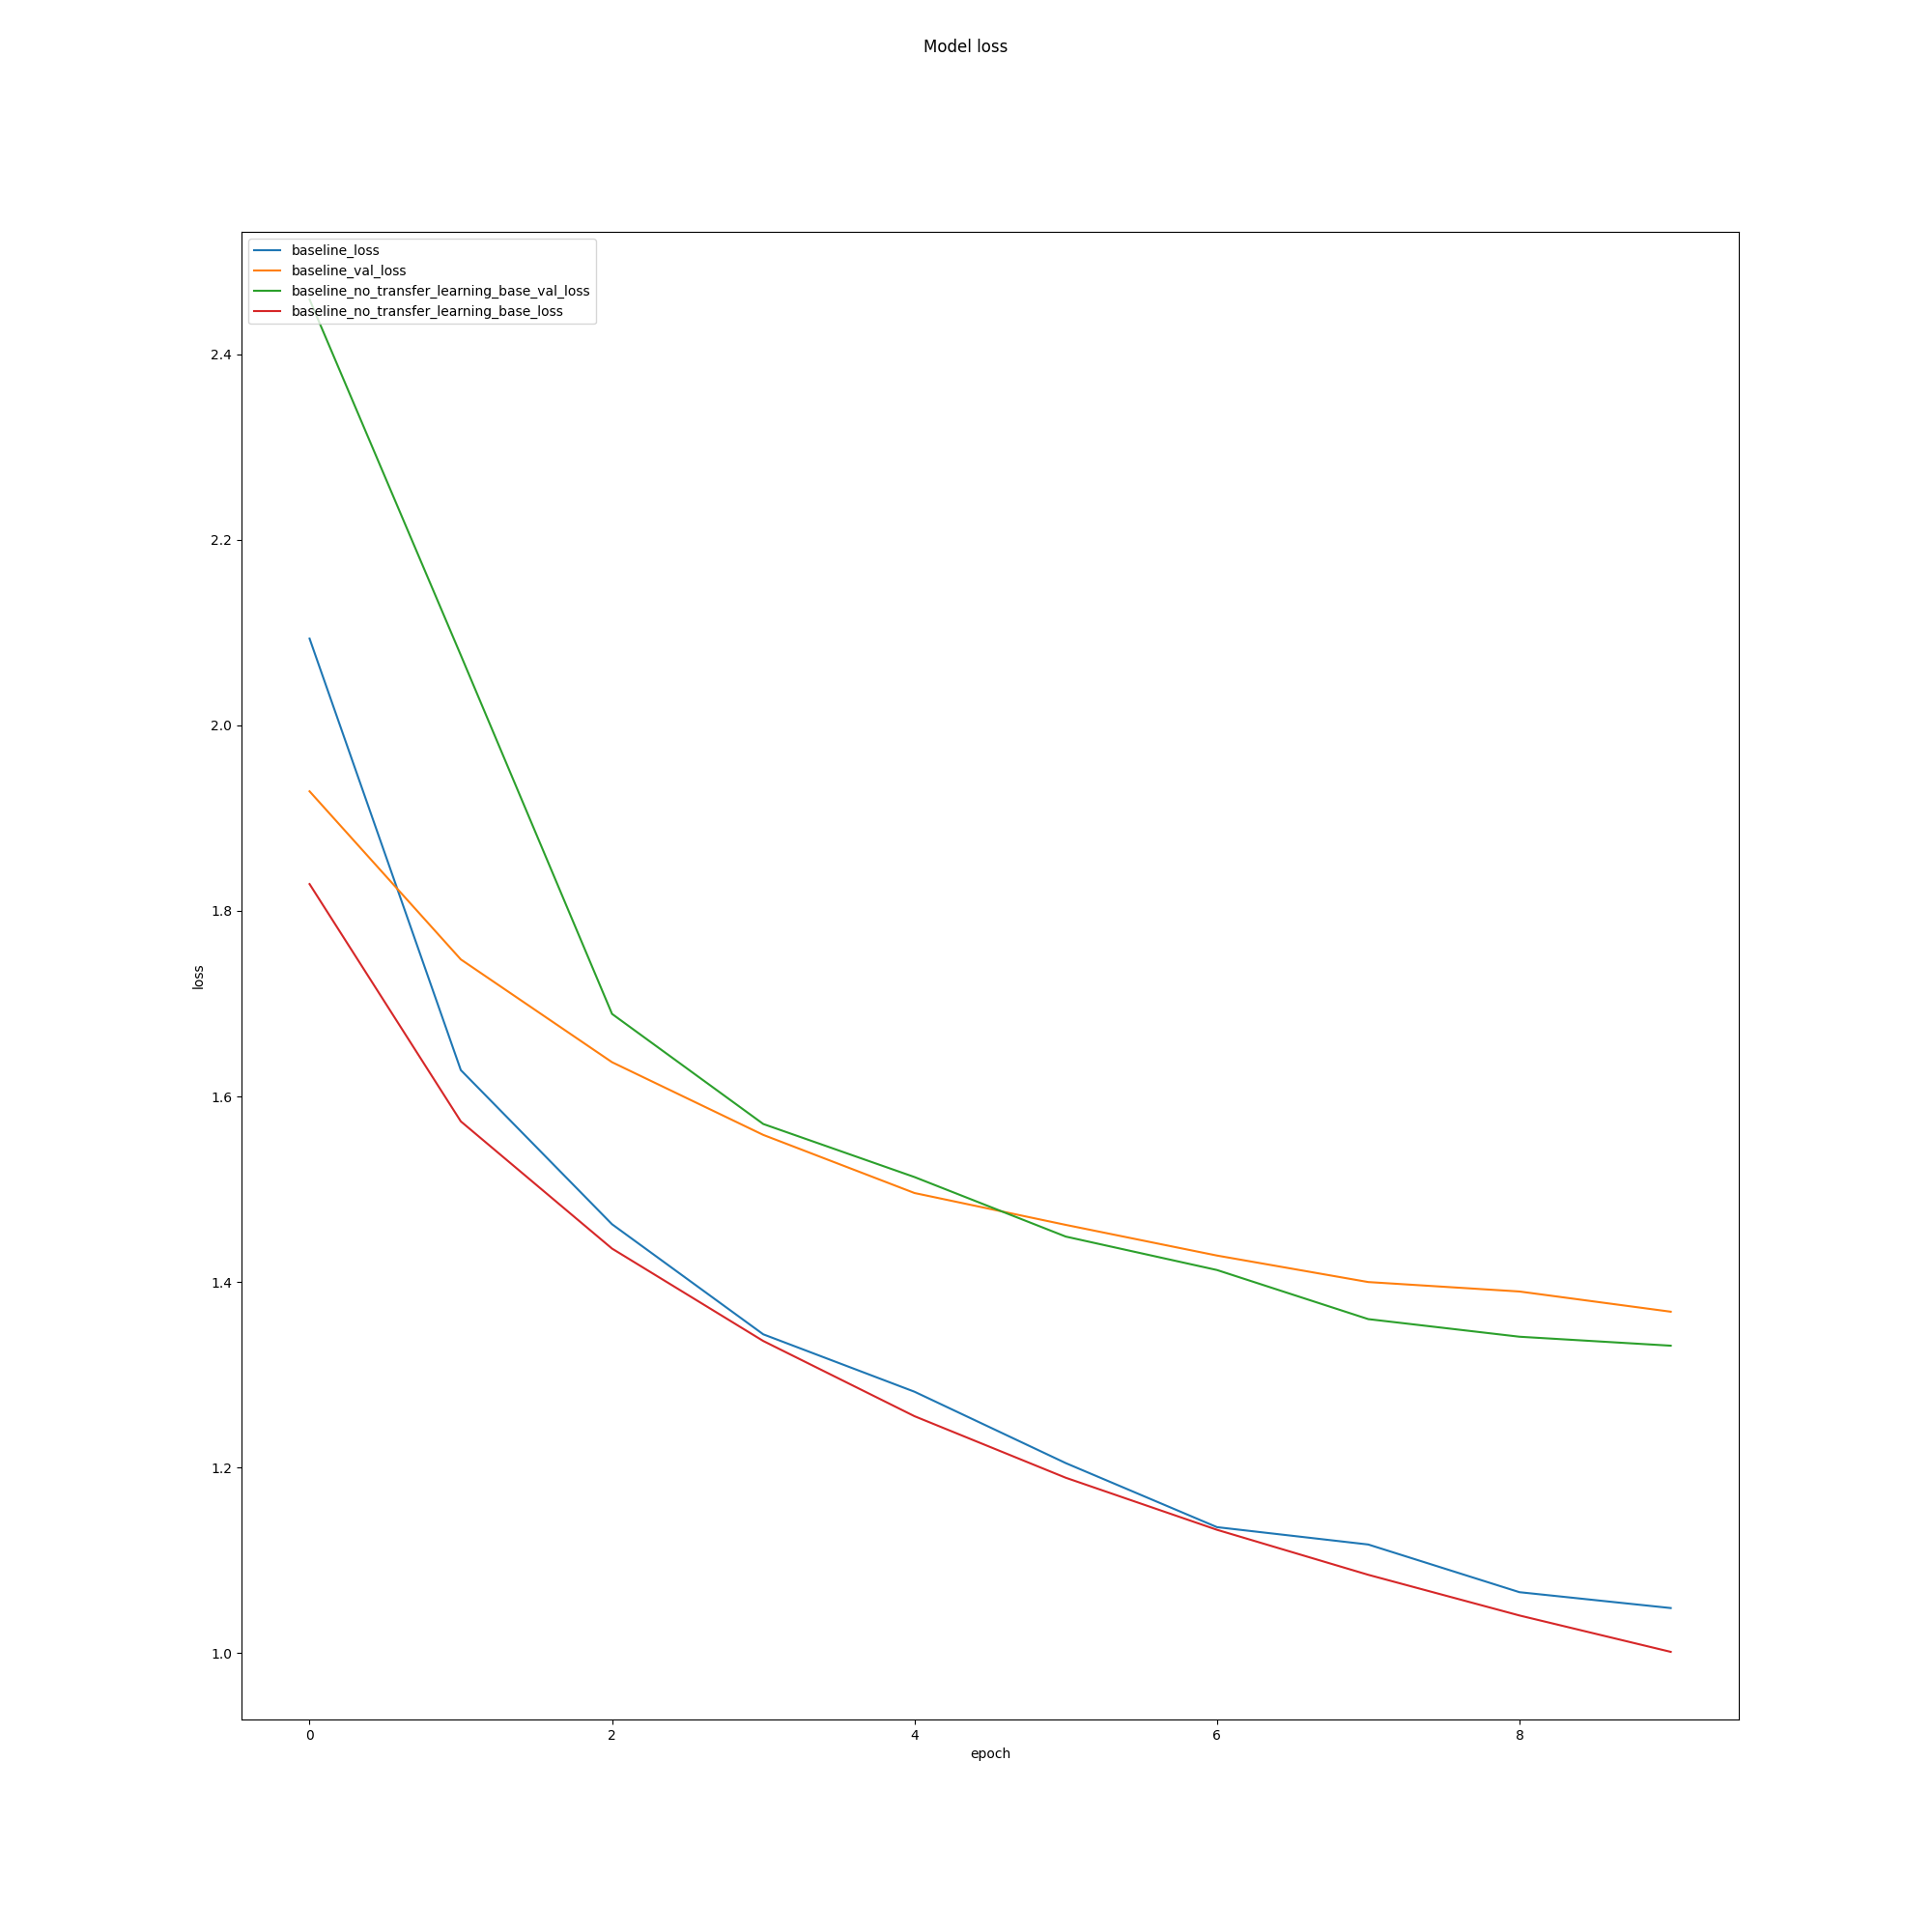 Model loss
baseline_loss
baseline_val_loss
baseline_no_transfer_learning_base_val_loss
baseline_no_transfer_learning_base_loss
2.4
2.2
2.0
1.8
1.6
1.4
1.2
1.0
loss
0 2 4 6 8
epoch